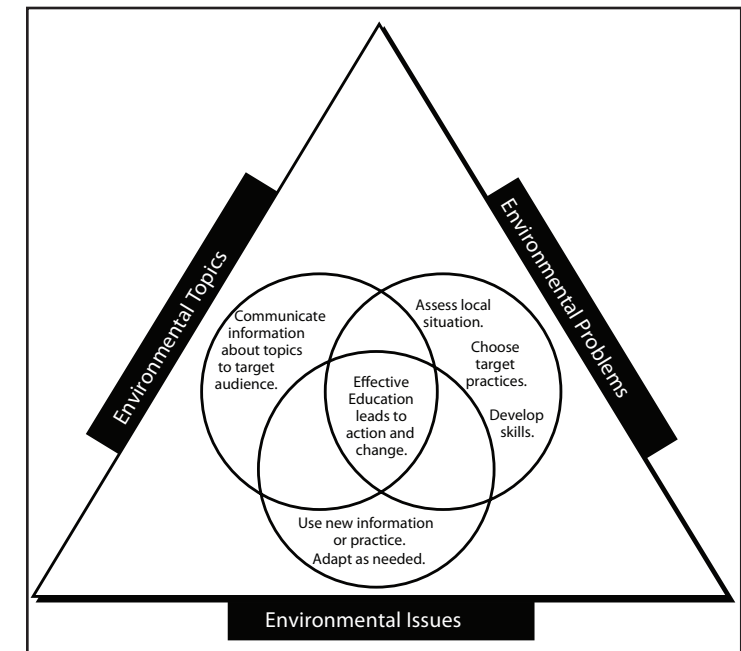 Environmental Topics
Environmental Problems
Communicate
information
about topics
to target
audience.
Assess local
situation.
Choose
target
practices.
Develop
skills.
Effective
Education
leads to
action and
change.
Use new information
or practice.
Adapt as needed.
Environmental Issues